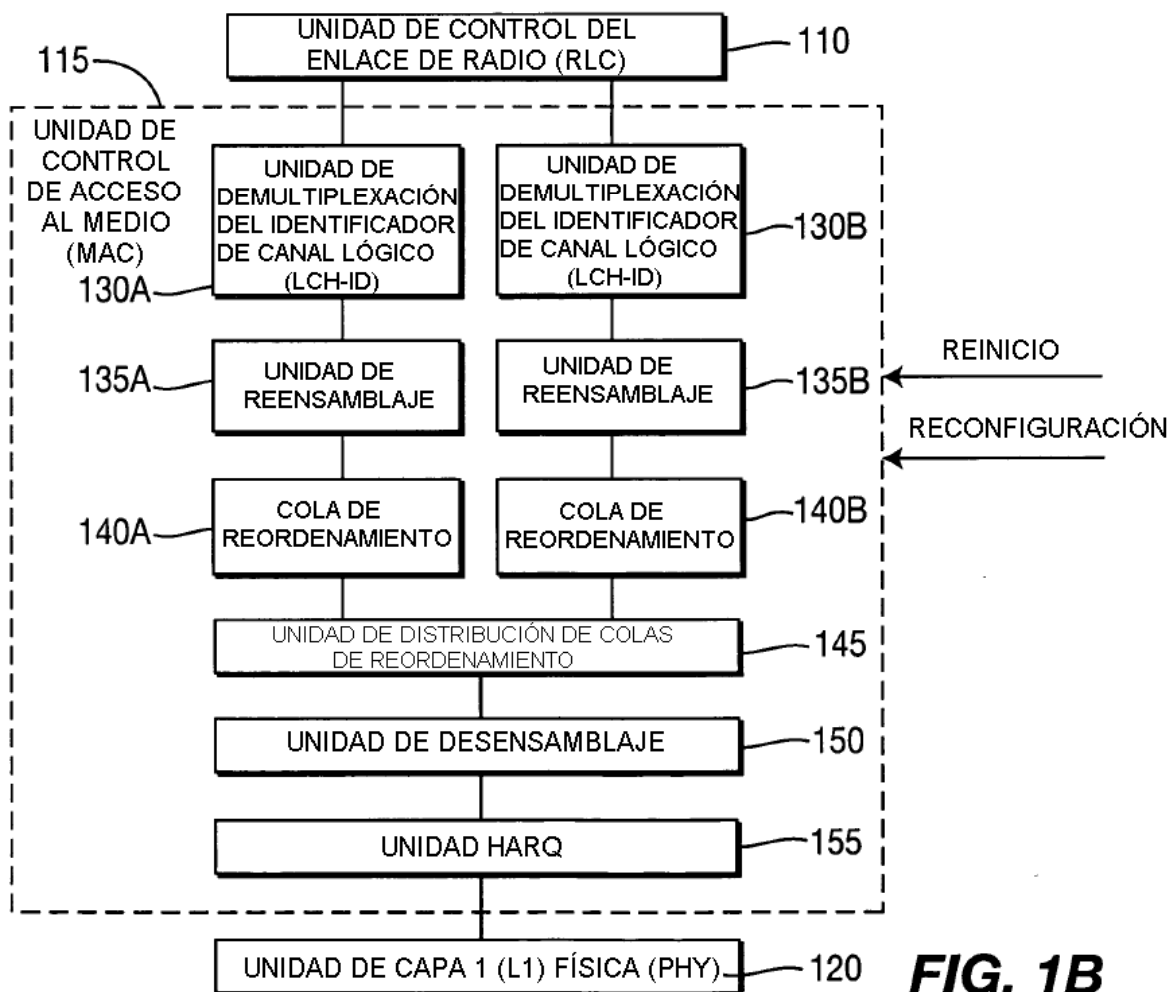 UNIDAD DE CONTROL DEL
ENLACE DE RADIO (RLC)
110
115
UNIDAD DE
CONTROL
DE ACCESO
AL MEDIO
(MAC)
UNIDAD DE
DEMULTIPLEXACIÓN
DEL IDENTIFICADOR
DE CANAL LÓGICO
(LCH-ID)
130A
UNIDAD DE
DEMULTIPLEXACIÓN
DEL IDENTIFICADOR
DE CANAL LÓGICO
(LCH-ID)
130B
135A
UNIDAD DE
REENSAMBLAJE
UNIDAD DE
REENSAMBLAJE
135B
REINICIO
RECONFIGURACIÓN
140A
COLA DE
REORDENAMIENTO
COLA DE
REORDENAMIENTO
140B
UNIDAD DE DISTRIBUCIÓN DE COLAS
DE REORDENAMIENTO
145
UNIDAD DE DESENSAMBLAJE
150
UNIDAD HARQ
155
UNIDAD DE CAPA 1 (L1) FÍSICA (PHY)
120
FIG. 1B